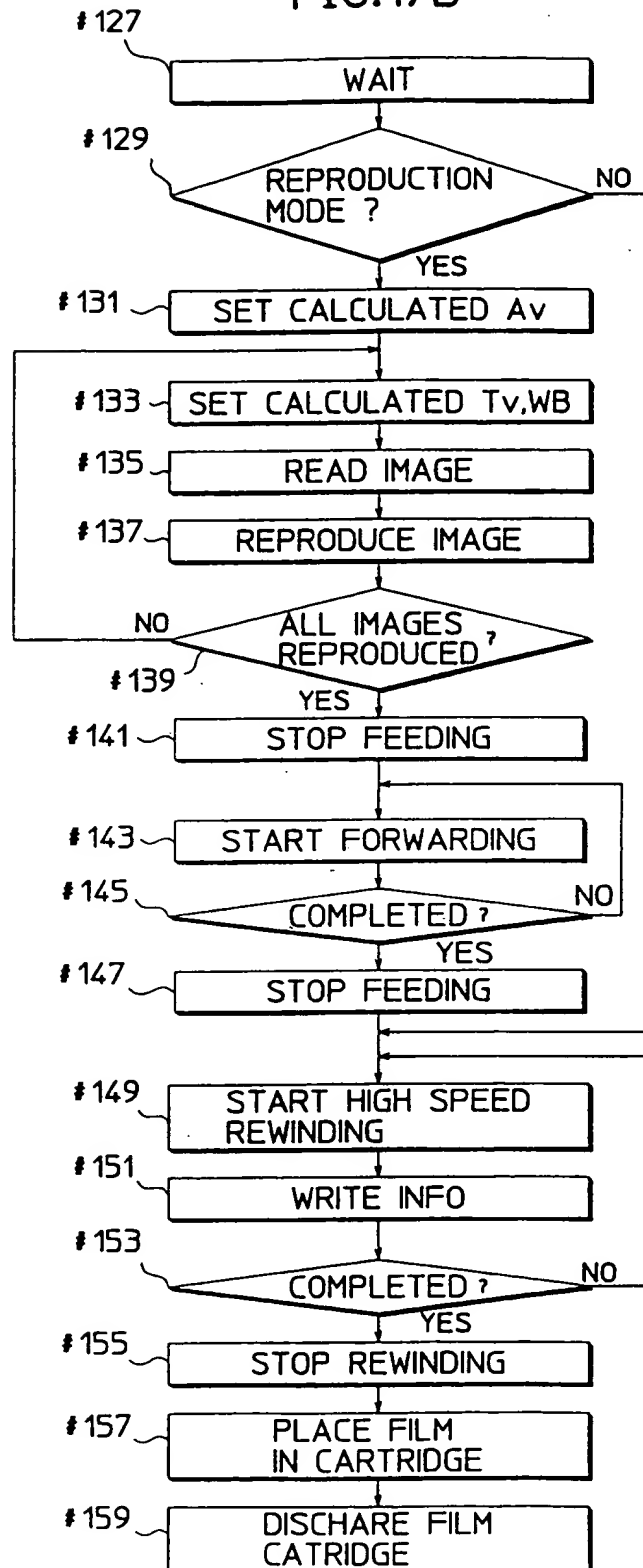 FIG.17B
#127
WAIT
#129
REPRODUCTION
MODE ?
NO
YES
#131
SET CALCULATED Av
#133
SET CALCULATED Tv,WB
#135
READ IMAGE
#137
REPRODUCE IMAGE
NO
ALL IMAGES
REPRODUCED ?
#139
YES
#141
STOP FEEDING
#143
START FORWARDING
#145
COMPLETED ?
NO
YES
#147
STOP FEEDING
#149
START HIGH SPEED
REWINDING
#151
WRITE INFO
#153
COMPLETED ?
NO
YES
#155
STOP REWINDING
#157
PLACE FILM
IN CARTRIDGE
#159
DISCHARE FILM
CATRIDGE